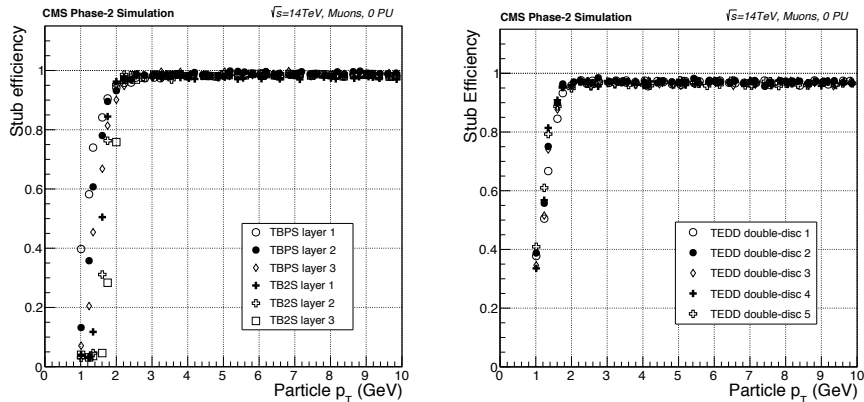 CMS Phase-2 Simulation
√s=14TeV, Muons, 0 PU
Stub efficiency
1
0.8
0.6
0.4
0.2
0
TBPS layer 1
TBPS layer 2
TBPS layer 3
TB2S layer 1
TB2S layer 2
TB2S layer 3
0 1 2 3 4 5 6 7 8 9 10
Particle p_T (GeV)
CMS Phase-2 Simulation
√s=14TeV, Muons, 0 PU
Stub Efficiency
1
0.8
0.6
0.4
0.2
0
TEDD double-disc 1
TEDD double-disc 2
TEDD double-disc 3
TEDD double-disc 4
TEDD double-disc 5
0 1 2 3 4 5 6 7 8 9 10
Particle p_T (GeV)